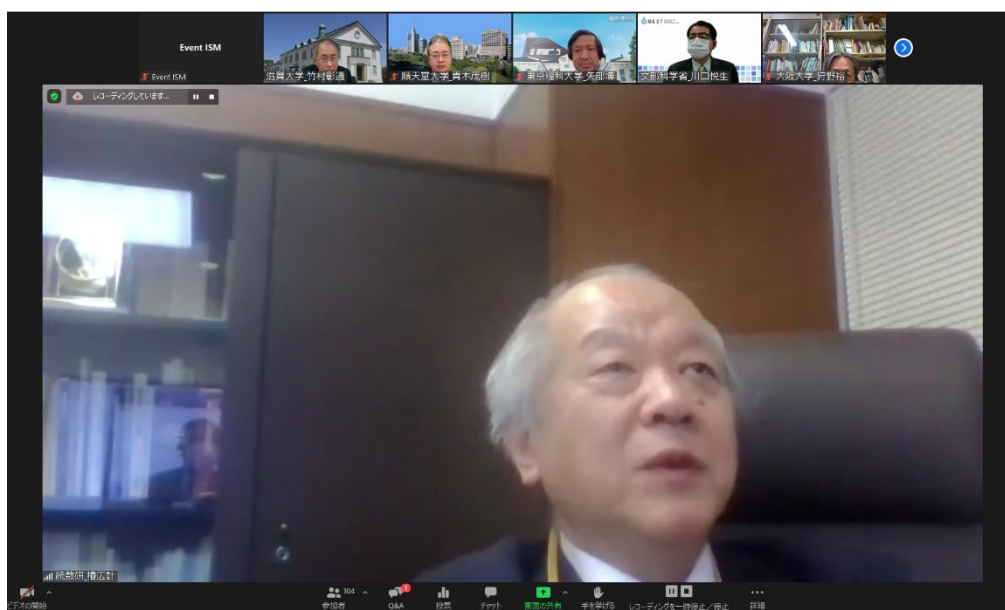 Event ISM
Event ISM
滋賀大学_竹村彰通
順天堂大学_青木茂樹
東京理科大学_矢部博
MEXT
文部科学省_川口悦生
大阪大学_狩野裕
レコーディングしています...
統数研_椿広計
ビデオの開始
104
参加者
1
Q&A
投票
チャット
画面の共有
手を挙げる
レコーディングを一時停止/停止
詳細